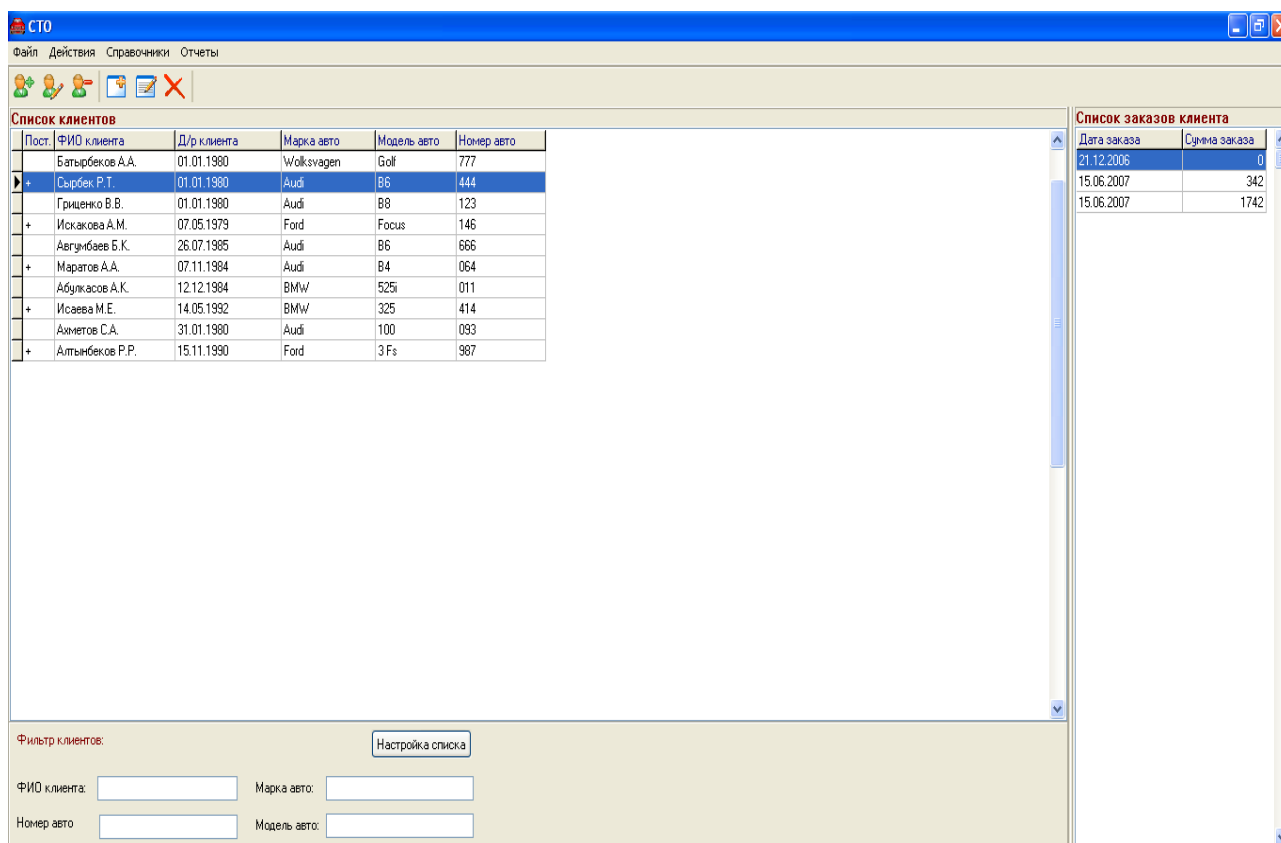 СТО
Файл Действия Справочники Отчеты
Список клиентов
Пост. ФИО клиента Д/р клиента Марка авто Модель авто Номер авто
Батырбеков А.А. 01.01.1980 Wolksvagen Golf 777
+ Сырбек Р.Т. 01.01.1980 Audi B6 444
Гриценко В.В. 01.01.1980 Audi B8 123
+ Искакова А.М. 07.05.1979 Ford Focus 146
Авгумбаев Б.К. 26.07.1985 Audi B6 666
+ Маратов А.А. 07.11.1984 Audi B4 064
Абулкасов А.К. 12.12.1984 BMW 525i 011
+ Исаева М.Е. 14.05.1992 BMW 325 414
Ахметов С.А. 31.01.1980 Audi 100 093
+ Алтынбеков Р.Р. 15.11.1990 Ford 3 Fs 987
Список заказов клиента
Дата заказа Сумма заказа
21.12.2006 0
15.06.2007 342
15.06.2007 1742
Фильтр клиентов:
Настройка списка
ФИО клиента: Марка авто:
Номер авто Модель авто: